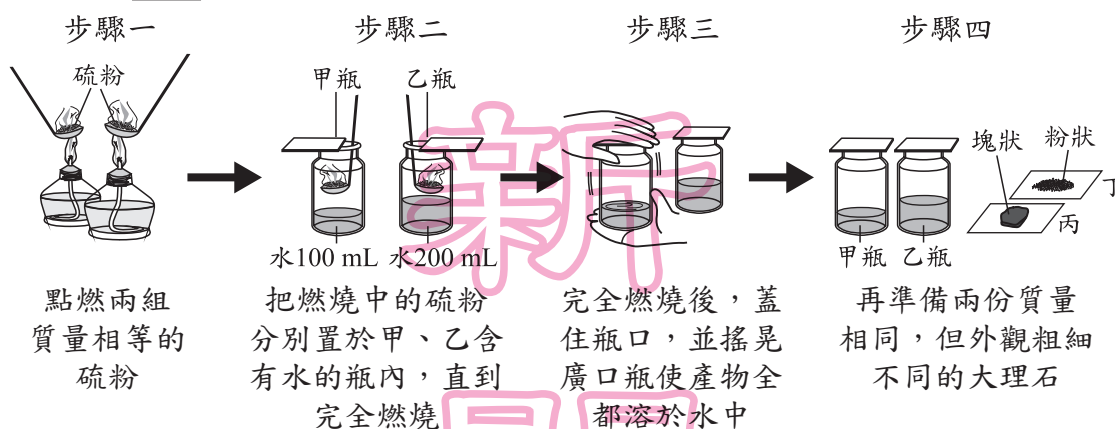 步驟一
步驟二
步驟三
步驟四
硫粉
甲瓶
乙瓶
水100 mL
水200 mL
塊狀
粉狀
丁
丙
甲瓶
乙瓶
點燃兩組
質量相等的
硫粉
把燃燒中的硫粉
分別置於甲、乙含
有水的瓶內，直到
完全燃燒
完全燃燒後，蓋
住瓶口，並搖晃
廣口瓶使產物全
都溶於水中
再準備兩份質量
相同，但外觀粗細
不同的大理石